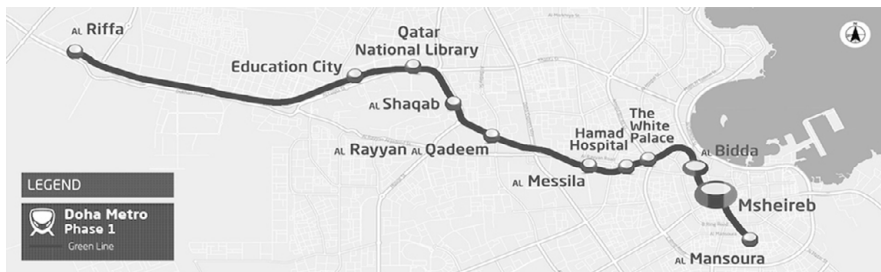 AL Riffa
Qatar
National Library
Education City
AL Shaqab
AL Rayyan AL Qadeem
AL Messila
Hamad
Hospital
The
White
Palace
AL Bidda
Msheireb
AL Mansoura
LEGEND
Doha Metro
Phase 1
Green Line